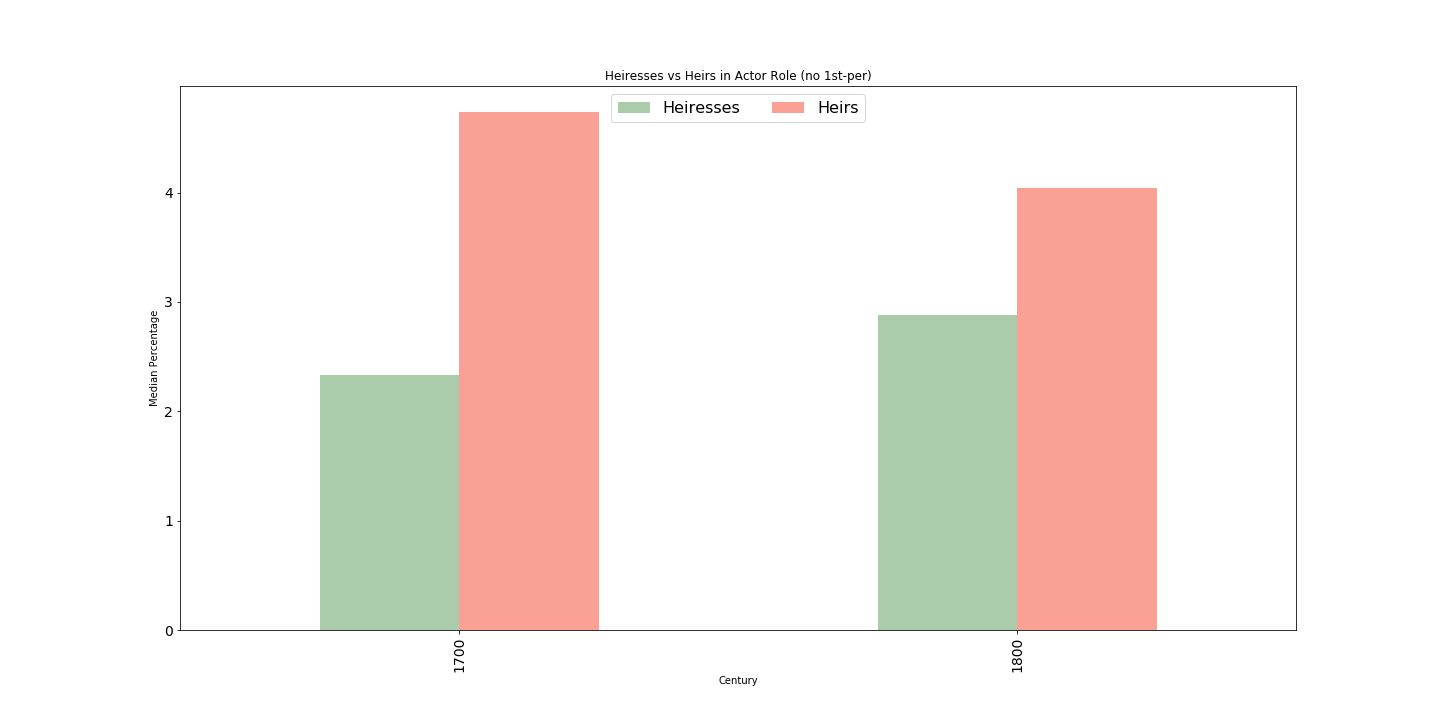 Heiresses vs Heirs in Actor Role (no 1st-per)
Heiresses Heirs
4
3
2
1
0
Median Percentage
1700 1800
Century